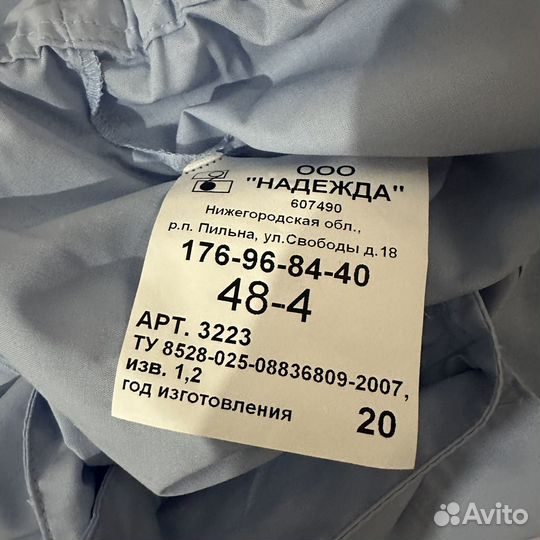 ООО
"НАДЕЖДА"
607490
Нижегородская обл.,
р.п. Пильна, ул.Свободы д.18
176-96-84-40
48-4
АРТ. 3223
ТУ 8528-025-08836809-2007,
изв. 1,2
год изготовления 20
Avito